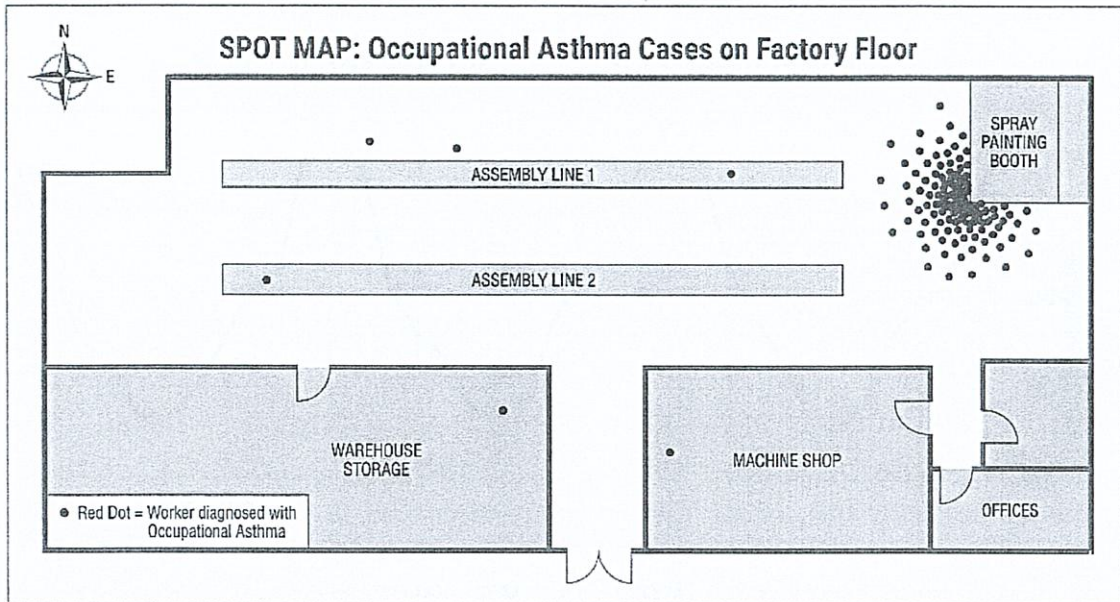 N
E
SPOT MAP: Occupational Asthma Cases on Factory Floor
SPRAY
PAINTING
BOOTH
ASSEMBLY LINE 1
ASSEMBLY LINE 2
WAREHOUSE
STORAGE
MACHINE SHOP
OFFICES
Red Dot = Worker diagnosed with
Occupational Asthma